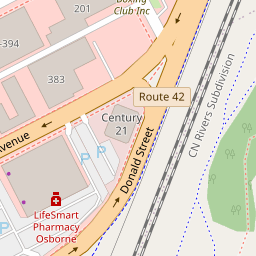 Boxing
Club Inc
201
-394
383
Route 42
Century
21
Avenue
Donald Street
CN Rivers Subdivision
P
P
LifeSmart
Pharmacy
Osborne